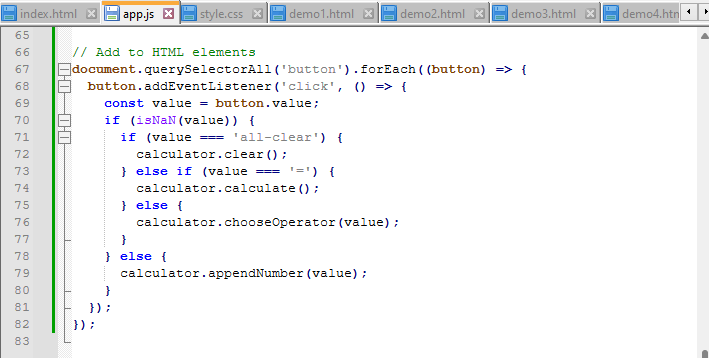 index.html app.js style.css demo1.html demo2.html demo3.html demo4.htm
65
66 // Add to HTML elements
67 document.querySelectorAll('button').forEach((button) => {
68   button.addEventListener('click', () => {
69     const value = button.value;
70     if (isNaN(value)) {
71       if (value === 'all-clear') {
72         calculator.clear();
73       } else if (value === '=') {
74         calculator.calculate();
75       } else {
76         calculator.chooseOperator(value);
77       }
78     } else {
79       calculator.appendNumber(value);
80     }
81   });
82 });
83